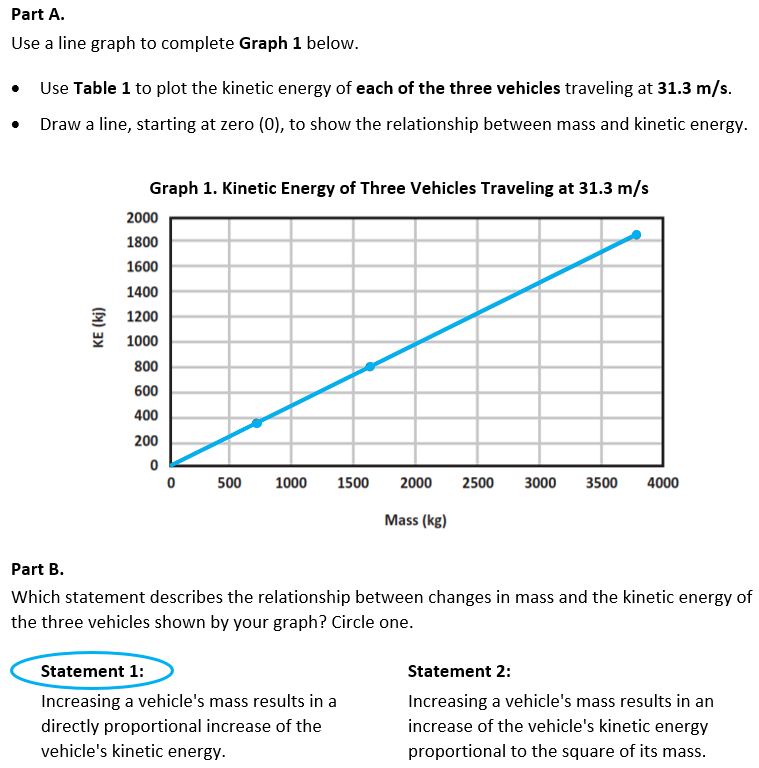 Part A.
Use a line graph to complete Graph 1 below.
• Use Table 1 to plot the kinetic energy of each of the three vehicles traveling at 31.3 m/s.
• Draw a line, starting at zero (0), to show the relationship between mass and kinetic energy.
Graph 1. Kinetic Energy of Three Vehicles Traveling at 31.3 m/s
2000
1800
1600
1400
1200
1000
800
600
400
200
0
KE (kj)
0 500 1000 1500 2000 2500 3000 3500 4000
Mass (kg)
Part B.
Which statement describes the relationship between changes in mass and the kinetic energy of
the three vehicles shown by your graph? Circle one.
Statement 1:
Increasing a vehicle's mass results in a
directly proportional increase of the
vehicle's kinetic energy.
Statement 2:
Increasing a vehicle's mass results in an
increase of the vehicle's kinetic energy
proportional to the square of its mass.